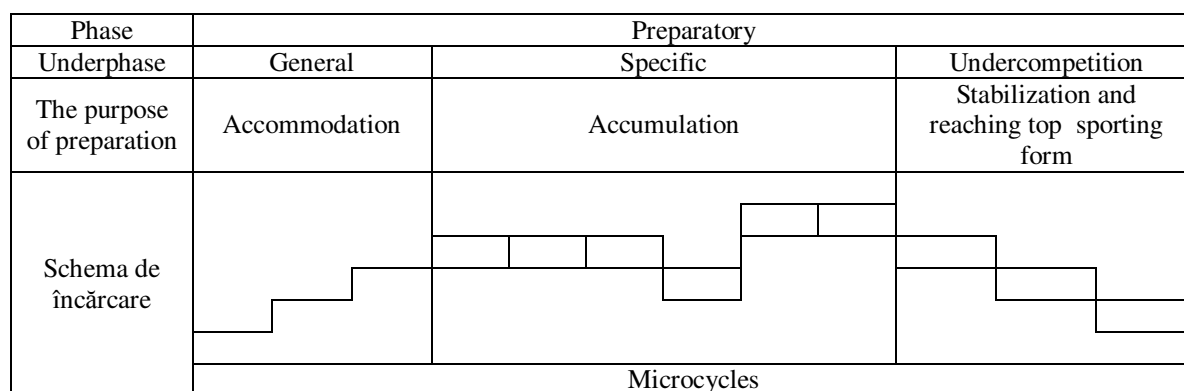 Phase
Preparatory
Underphase
General
Specific
Undercompetition
The purpose
of preparation
Accommodation
Accumulation
Stabilization and
reaching top sporting
form
Schema de
încărcare
Microcycles